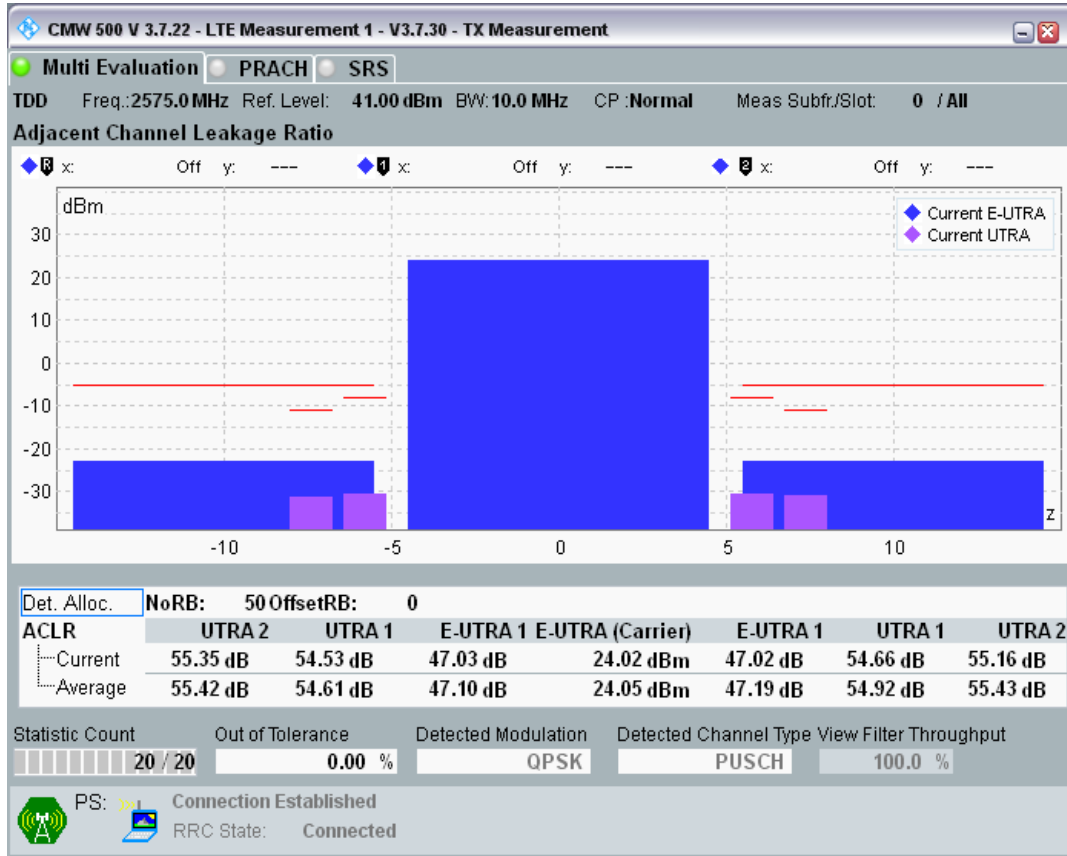 CMW 500 V 3.7.22 - LTE Measurement 1 - V3.7.30 - TX Measurement
Multi Evaluation PRACH SRS
TDD Freq.:2575.0 MHz Ref. Level: 41.00 dBm BW: 10.0 MHz CP :Normal Meas Subfr./Slot: 0 / All
Adjacent Channel Leakage Ratio
R x: Off y: --- 1 x: Off y: --- 2 x: Off y: ---
dBm
Current E-UTRA
Current UTRA
30
20
10
0
-10
-20
-30
z
-10 -5 0 5 10
Det. Alloc. NoRB: 50 OffsetRB: 0
ACLR UTRA 2 UTRA 1 E-UTRA 1 E-UTRA (Carrier) E-UTRA 1 UTRA 1 UTRA 2
Current 55.35 dB 54.53 dB 47.03 dB 24.02 dBm 47.02 dB 54.66 dB 55.16 dB
Average 55.42 dB 54.61 dB 47.10 dB 24.05 dBm 47.19 dB 54.92 dB 55.43 dB
Statistic Count Out of Tolerance Detected Modulation Detected Channel Type View Filter Throughput
20 / 20 0.00 % QPSK PUSCH 100.0 %
PS: Connection Established
RRC State: Connected